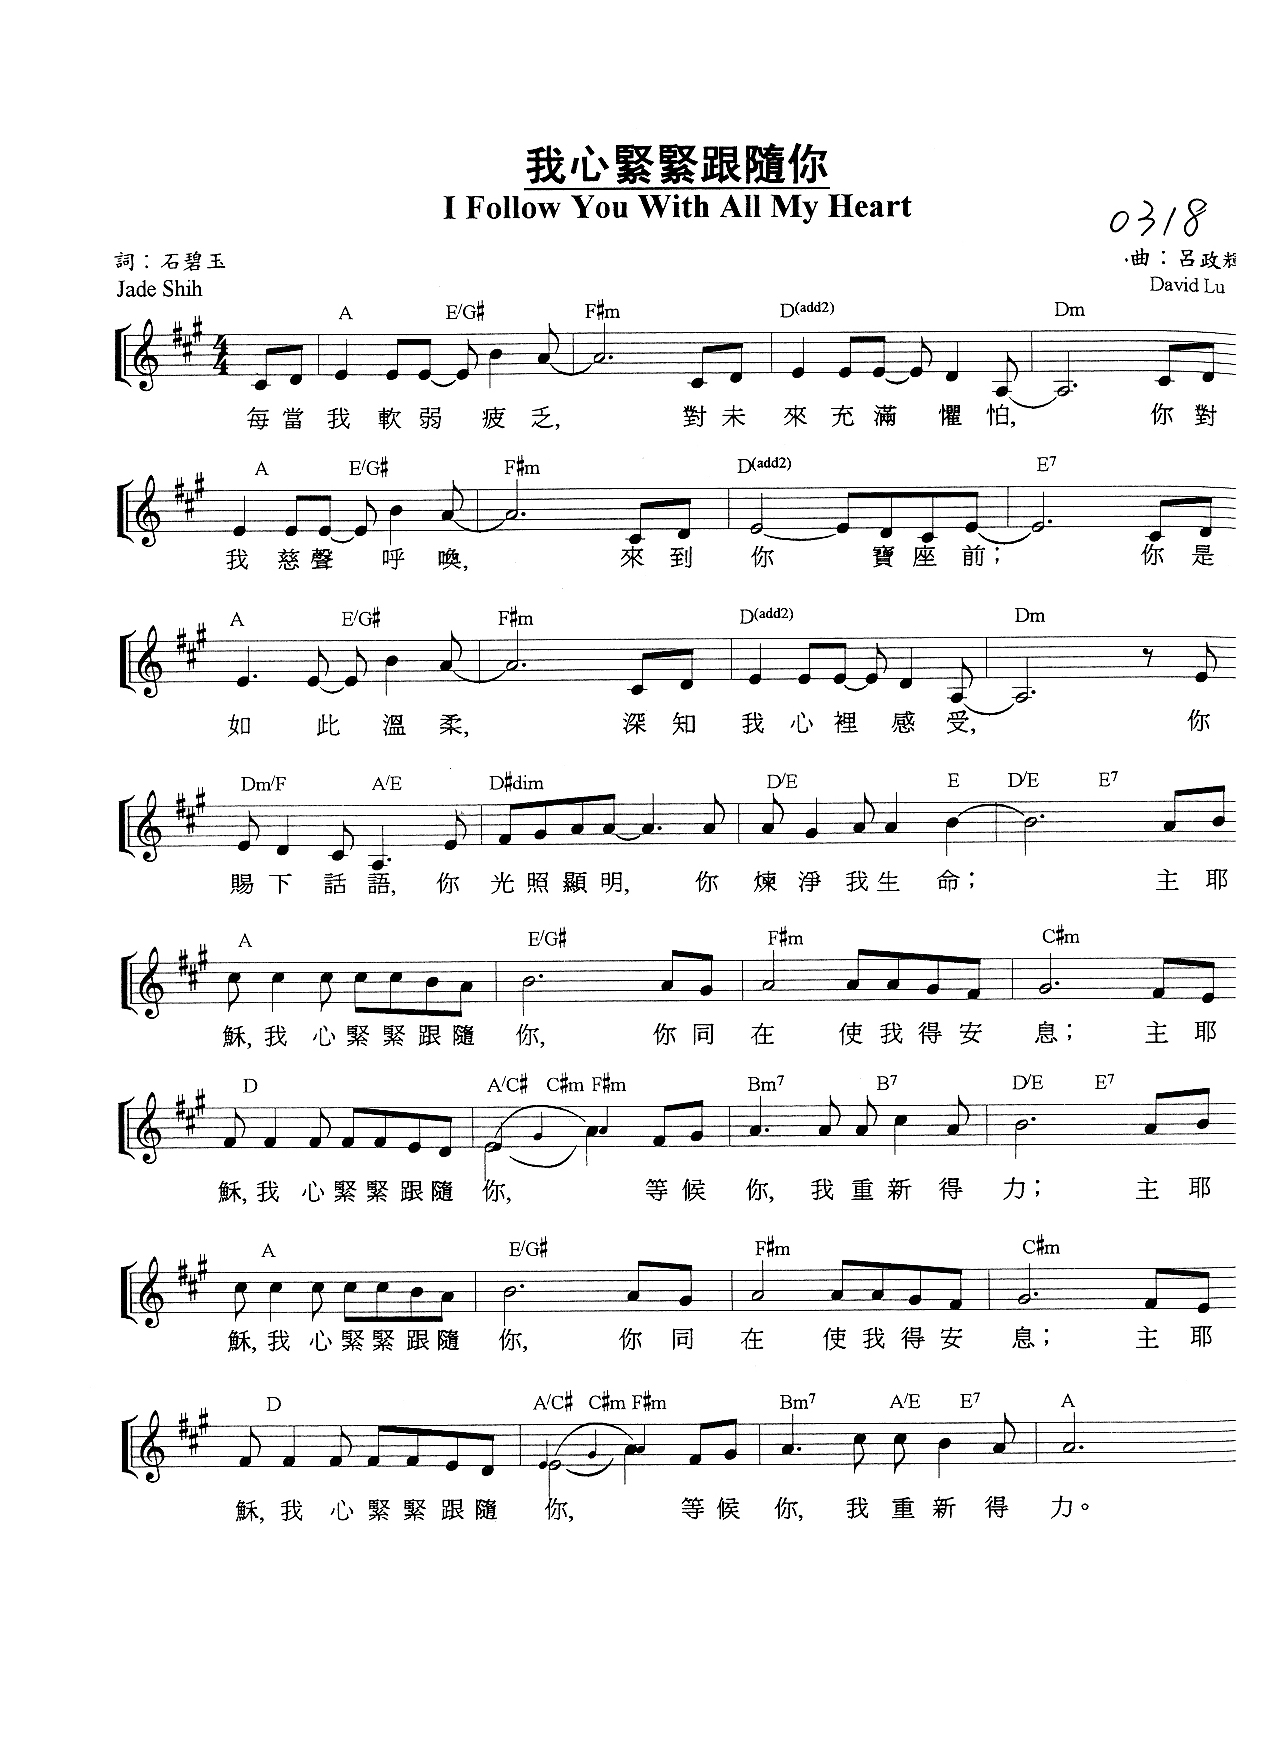 我心緊緊跟隨你
I Follow You With All My Heart
0318
詞：石碧玉 曲：呂政輝
Jade Shih David Lu
A E/G# F#m D(add2) Dm
每當我軟弱疲乏, 對未來充滿懼怕, 你對
A E/G# F#m D(add2) E7
我慈聲呼喚, 來到你寶座前； 你是
A E/G# F#m D(add2) Dm
如此溫柔, 深知我心裡感受, 你
Dm/F A/E D#dim D/E E D/E E7
賜下話語, 你光照顯明, 你煉淨我生命； 主耶
A E/G# F#m C#m
穌,我心緊緊跟隨你, 你同在使我得安息； 主耶
D A/C# C#m F#m Bm7 B7 D/E E7
穌,我心緊緊跟隨你, 等候你,我重新得力； 主耶
A E/G# F#m C#m
穌,我心緊緊跟隨你, 你同在使我得安息； 主耶
D A/C# C#m F#m Bm7 A/E E7 A
穌,我心緊緊跟隨你, 等候你,我重新得力。